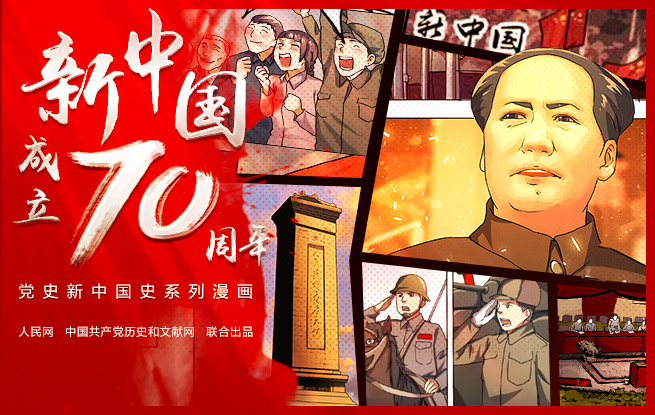 新中国
成立70周年
党史新中国史系列漫画
人民网 中国共产党历史和文献网 联合出品
新中国